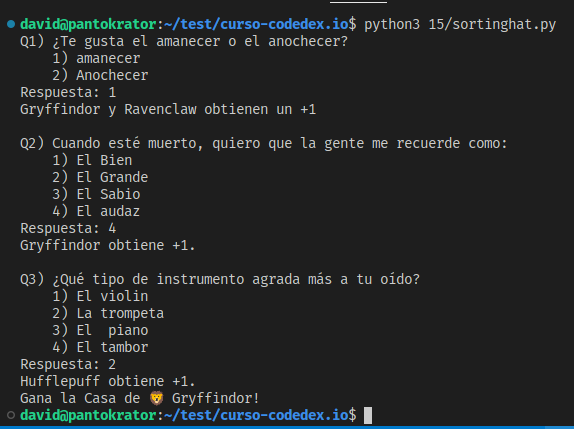 david@pantokrator:~/test/curso-codedex.io$ python3 15/sortinghat.py
Q1) ¿Te gusta el amanecer o el anochecer?
    1) amanecer
    2) Anochecer
Respuesta: 1
Gryffindor y Ravenclaw obtienen un +1

Q2) Cuando esté muerto, quiero que la gente me recuerde como:
    1) El Bien
    2) El Grande
    3) El Sabio
    4) El audaz
Respuesta: 4
Gryffindor obtiene +1.

Q3) ¿Qué tipo de instrumento agrada más a tu oído?
    1) El violin
    2) La trompeta
    3) El  piano
    4) El tambor
Respuesta: 2
Hufflepuff obtiene +1.
Gana la Casa de 🦁 Gryffindor!
david@pantokrator:~/test/curso-codedex.io$